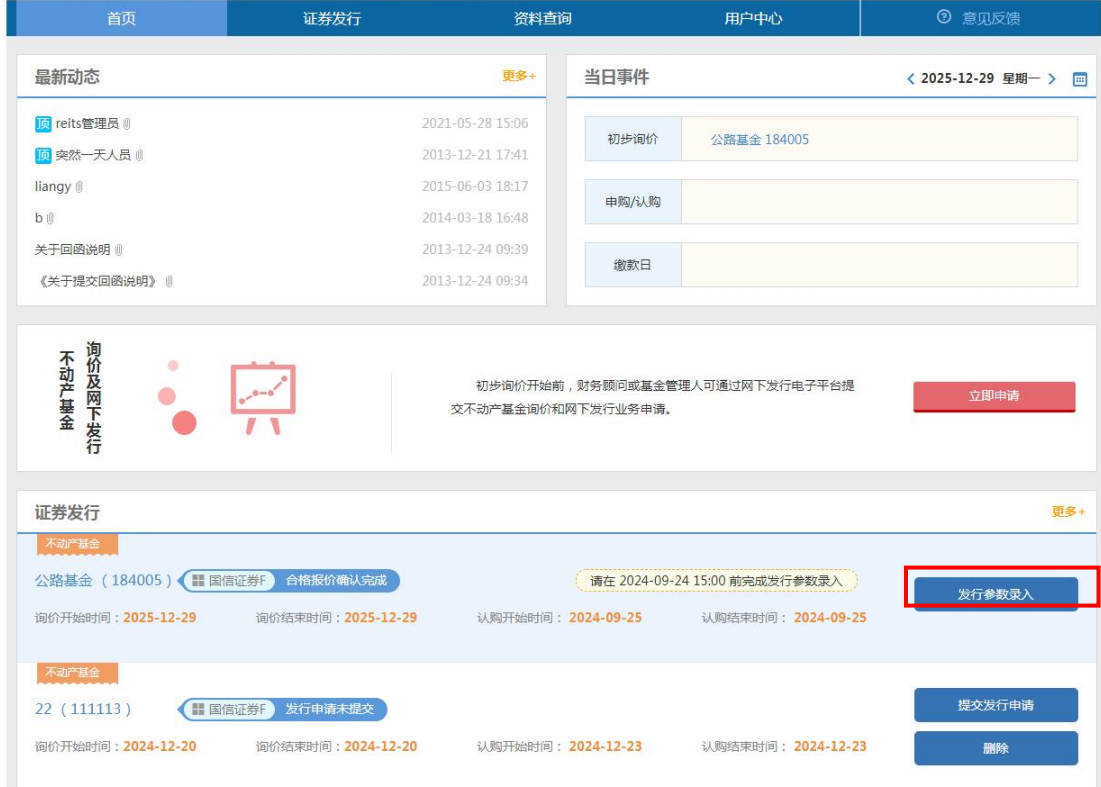 首页 证券发行 资料查询 用户中心 意见反馈
最新动态 更多+
顶 reits管理员 2021-05-28 15:06
顶 突然一天人员 2013-12-21 17:41
liangy 2015-06-03 18:17
b 2014-03-18 16:48
关于回函说明 2013-12-24 09:39
《关于提交回函说明》 2013-12-24 09:34
当日事件 < 2025-12-29 星期一 >
初步询价 公路基金 184005
申购/认购
缴款日
不动产基金
询价及网下发行
初步询价开始前，财务顾问或基金管理人可通过网下发行电子平台提
交不动产基金询价和网下发行业务申请。
立即申请
证券发行 更多+
不动产基金
公路基金（184005） 国信证券F 合格报价确认完成 请在 2024-09-24 15:00 前完成发行参数录入
发行参数录入
询价开始时间：2025-12-29 询价结束时间：2025-12-29 认购开始时间： 2024-09-25 认购结束时间： 2024-09-25
不动产基金
22（111113） 国信证券F 发行申请未提交
提交发行申请
询价开始时间：2024-12-20 询价结束时间：2024-12-20 认购开始时间： 2024-12-23 认购结束时间： 2024-12-23
删除